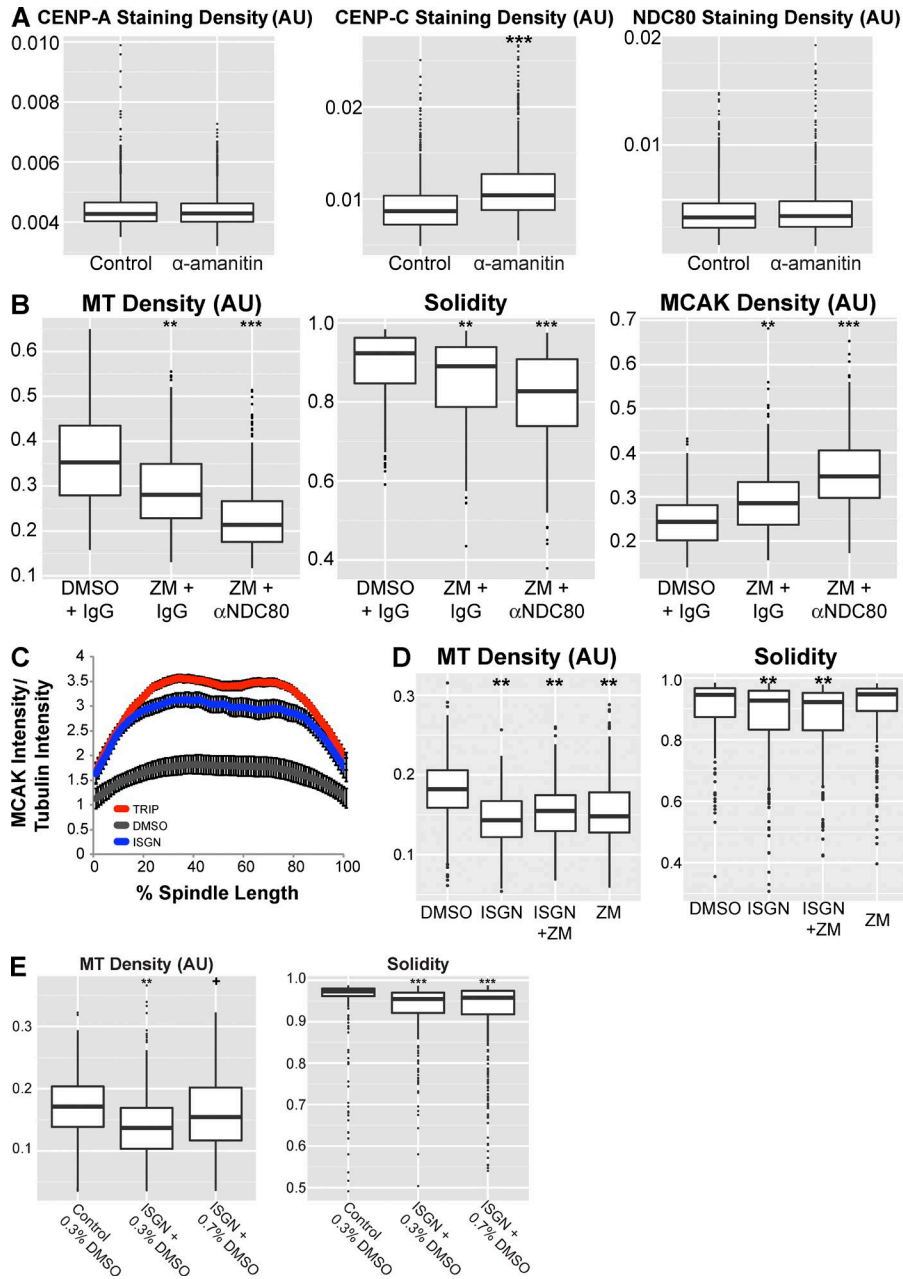 A
CENP-A Staining Density (AU)
CENP-C Staining Density (AU)
NDC80 Staining Density (AU)
0.010
0.008
0.006
0.004
Control
α-amanitin
***
0.02
0.01
Control
α-amanitin
0.02
0.01
Control
α-amanitin
B
MT Density (AU)
Solidity
MCAK Density (AU)
** ***
0.6
0.5
0.4
0.3
0.2
0.1
DMSO + IgG
ZM + IgG
ZM + αNDC80
** ***
1.0
0.8
0.6
0.4
DMSO + IgG
ZM + IgG
ZM + αNDC80
** ***
0.7
0.6
0.5
0.4
0.3
0.2
DMSO + IgG
ZM + IgG
ZM + αNDC80
C
MCAK Intensity/
Tubulin Intensity
4
3.5
3
2.5
2
1.5
1
0.5
0
TRIP
DMSO
ISGN
0 20 40 60 80 100
% Spindle Length
D
MT Density (AU)
Solidity
** ** **
0.3
0.2
0.1
DMSO
ISGN
ISGN +ZM
ZM
** **
1.0
0.8
0.6
0.4
DMSO
ISGN
ISGN +ZM
ZM
E
MT Density (AU)
Solidity
** +
0.3
0.2
0.1
Control 0.3% DMSO
ISGN + 0.3% DMSO
ISGN + 0.7% DMSO
*** ***
1.0
0.9
0.8
0.7
0.6
0.5
Control 0.3% DMSO
ISGN + 0.3% DMSO
ISGN + 0.7% DMSO